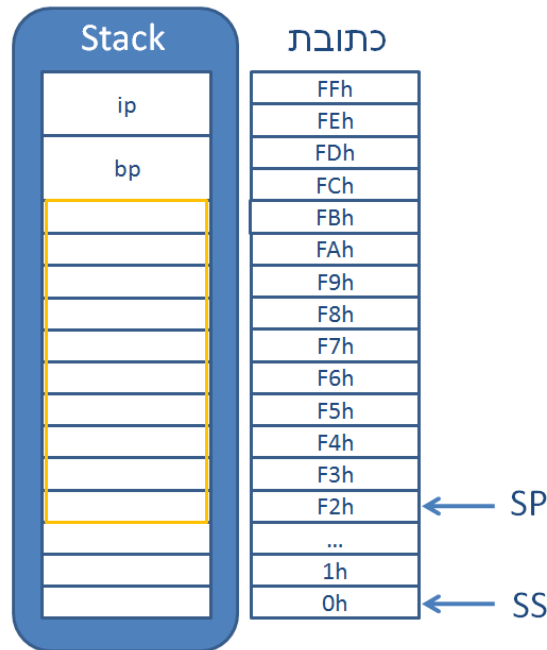 Stack כתובת
ip FFh
FEh
bp FDh
FCh
FBh
FAh
F9h
F8h
F7h
F6h
F5h
F4h
F3h
F2h SP
...
1h
0h SS